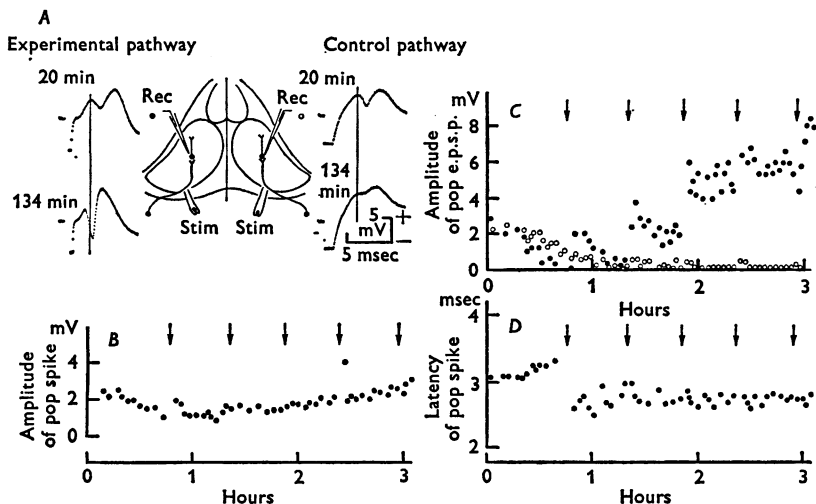 A
Experimental pathway
Control pathway
20 min
20 min
Rec
Rec
134 min
134
min
Stim
Stim
5 +
mV
−
5 msec
mV
C
8
6
4
2
0
Amplitude
of pop e.p.s.p.
0 1 2 3
Hours
mV
B
4
2
0
Amplitude
of pop spike
0 1 2 3
Hours
msec
D
4
3
2
Latency
of pop spike
0 1 2 3
Hours